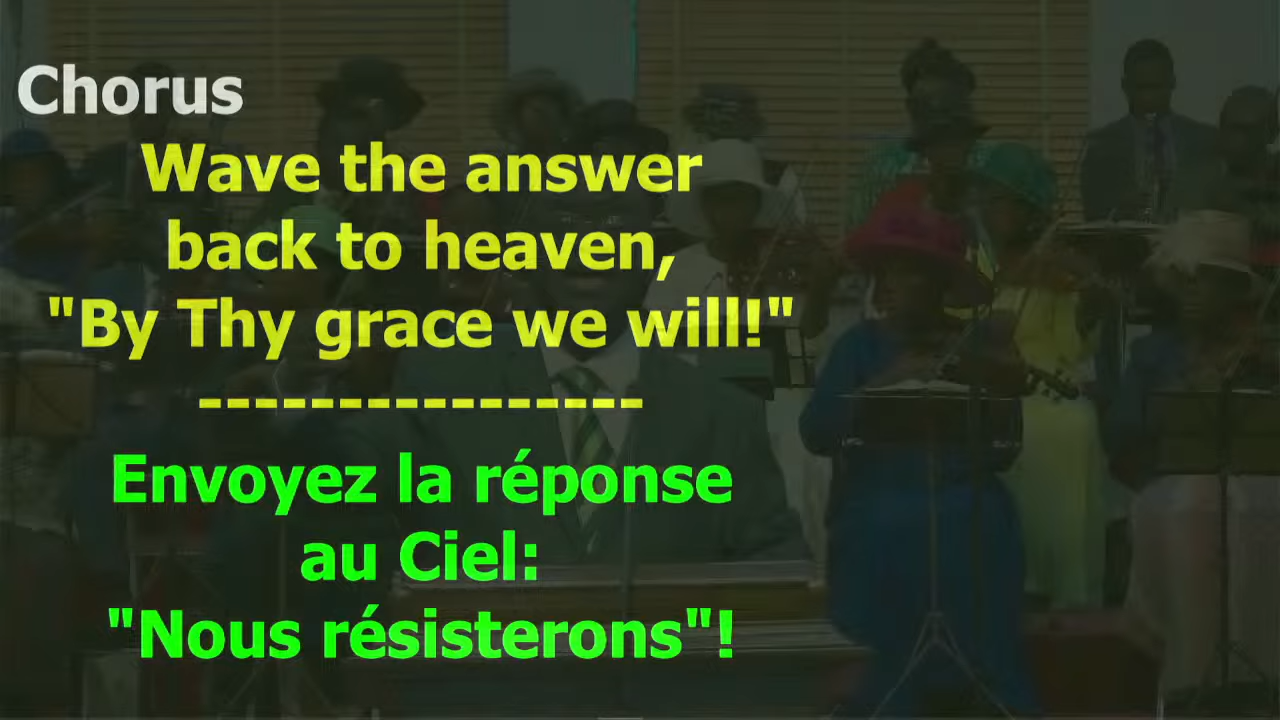 Chorus
Wave the answer
back to heaven,
"By Thy grace we will!"
----------------
Envoyez la réponse
au Ciel:
"Nous résisterons"!